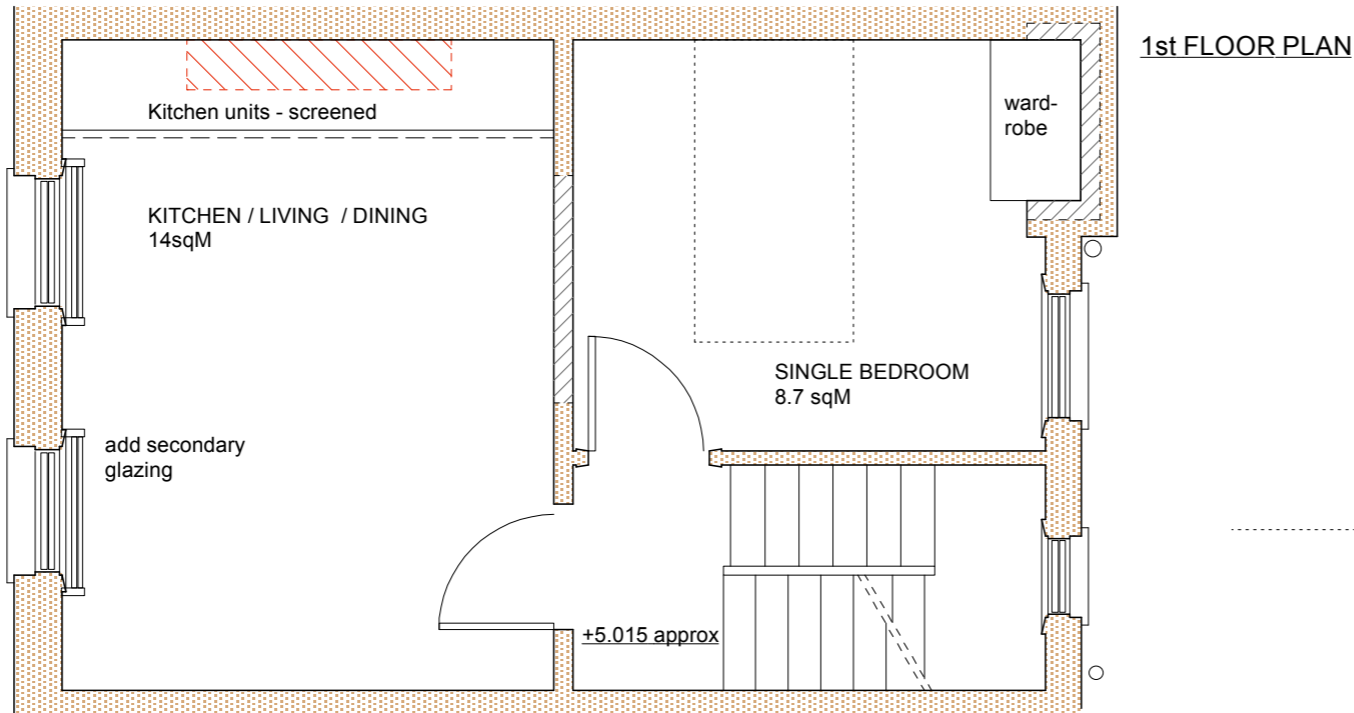 1st FLOOR PLAN
Kitchen units - screened
ward-
robe
KITCHEN / LIVING / DINING
14sqM
SINGLE BEDROOM
8.7 sqM
add secondary
glazing
+5.015 approx